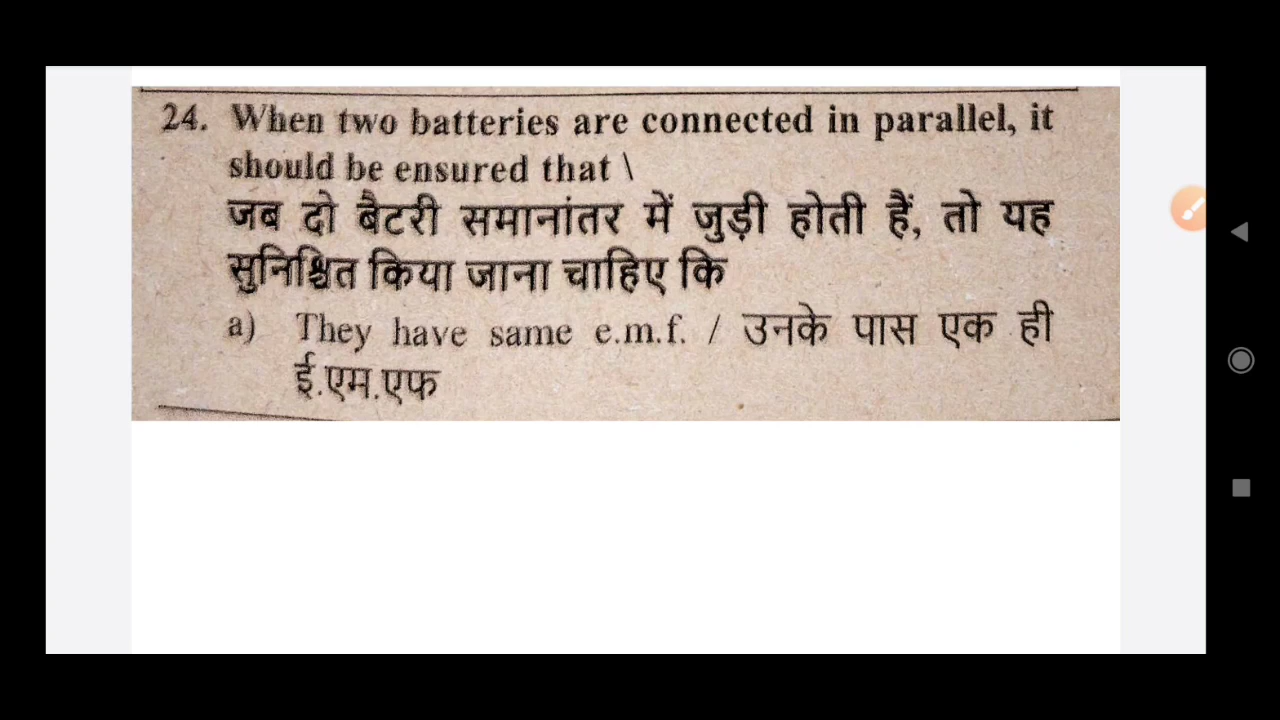 24. When two batteries are connected in parallel, it
should be ensured that \
जब दो बैटरी समानांतर में जुड़ी होती हैं, तो यह
सुनिश्चित किया जाना चाहिए कि
a) They have same e.m.f. / उनके पास एक ही
ई.एम.एफ